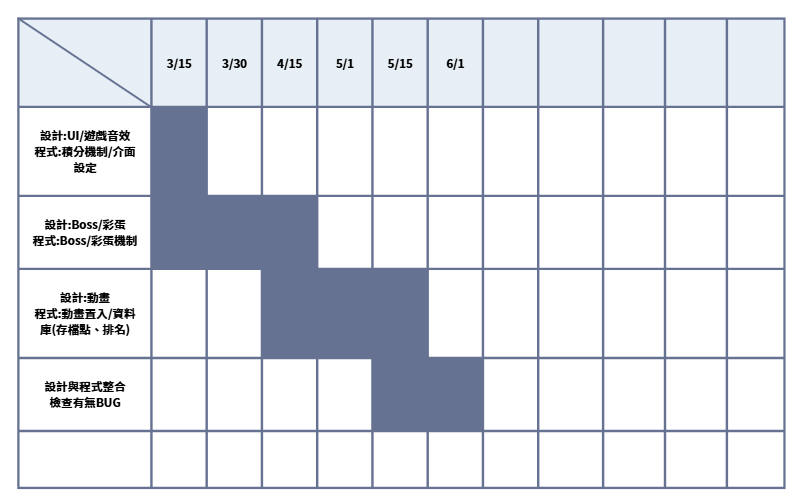 3/15 3/30 4/15 5/1 5/15 6/1
設計:UI/遊戲音效
程式:積分機制/介面
設定
設計:Boss/彩蛋
程式:Boss/彩蛋機制
設計:動畫
程式:動畫置入/資料
庫(存檔點、排名)
設計與程式整合
檢查有無BUG